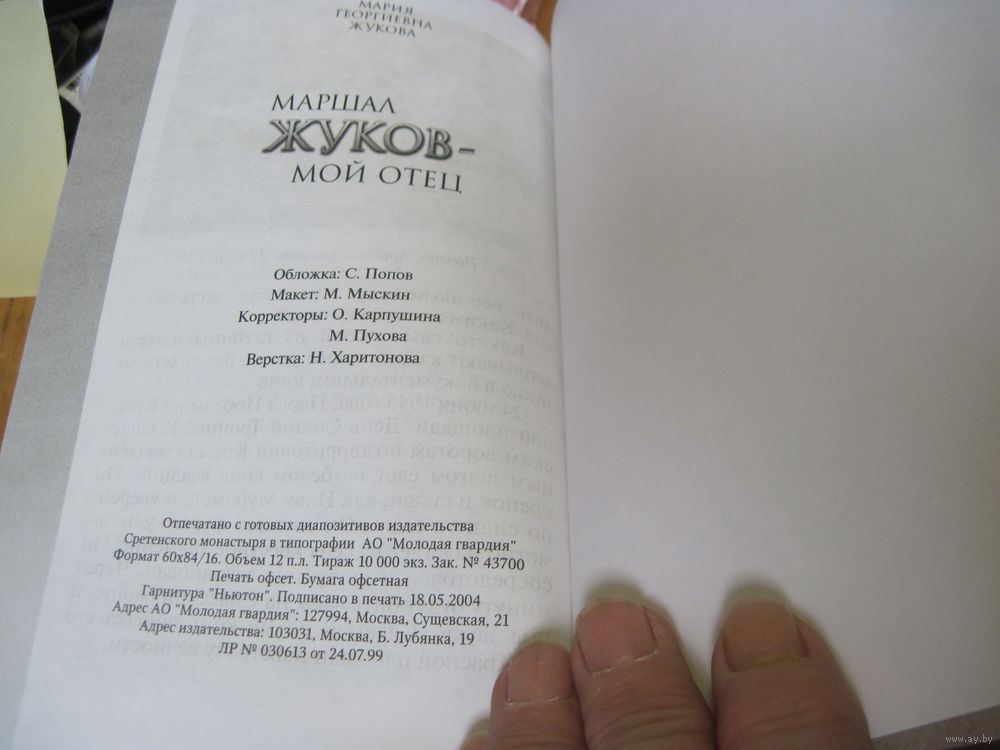 МАРИЯ
ГЕОРГИЕВНА
ЖУКОВА
МАРШАЛ
ЖУКОВ-
МОЙ ОТЕЦ
Обложка: С. Попов
Макет: М. Мыскин
Корректоры: О. Карпушина
М. Пухова
Верстка: Н. Харитонова
Отпечатано с готовых диапозитивов издательства
Сретенского монастыря в типографии АО "Молодая гвардия"
Формат 60х84/16. Объем 12 п.л. Тираж 10 000 экз. Зак. № 43700
Печать офсет. Бумага офсетная
Гарнитура "Ньютон". Подписано в печать 18.05.2004
Адрес АО "Молодая гвардия": 127994, Москва, Сущевская, 21
Адрес издательства: 103031, Москва, Б. Лубянка, 19
ЛР № 030613 от 24.07.99
www.ay.by